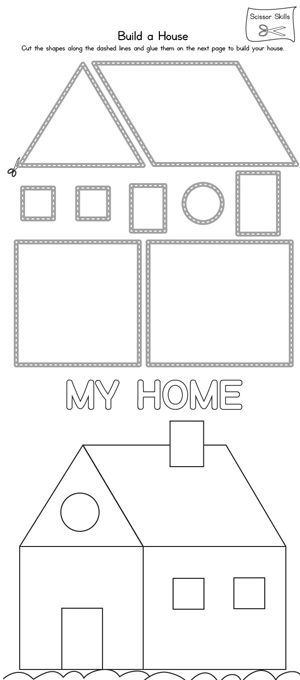 Scissor Skills
Build a House
Cut the shapes along the dashed lines and glue them on the next page to build your house.
MY HOME